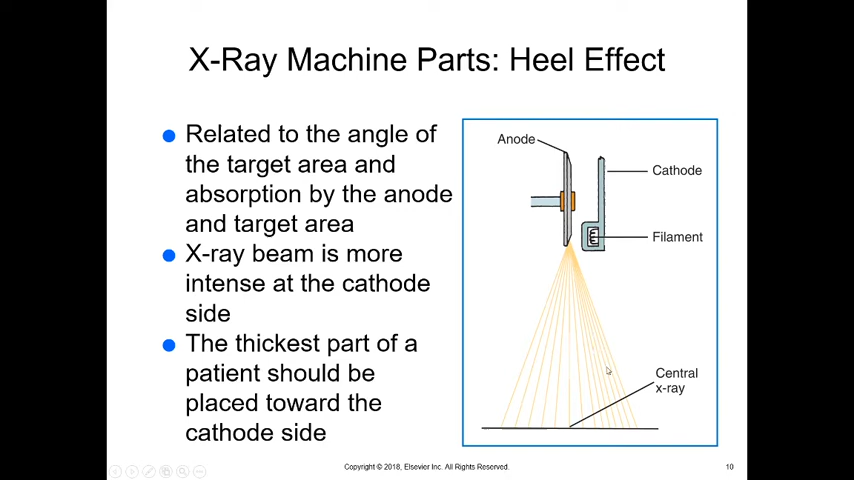 X-Ray Machine Parts: Heel Effect
Related to the angle of
the target area and
absorption by the anode
and target area
X-ray beam is more
intense at the cathode
side
The thickest part of a
patient should be
placed toward the
cathode side
Anode
Cathode
Filament
Central
x-ray
Copyright © 2018, Elsevier Inc. All Rights Reserved.
10